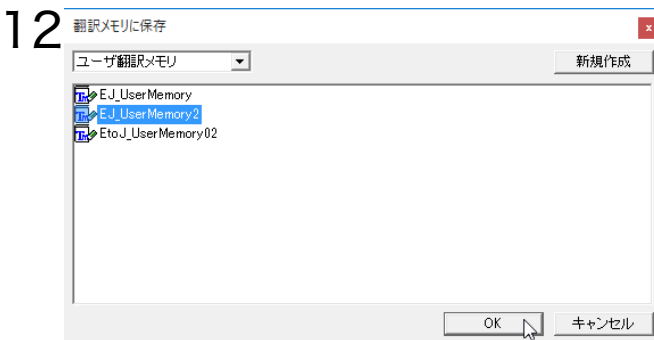 12
翻訳メモリに保存
ユーザ翻訳メモリ 新規作成
EJ_UserMemory
EJ_UserMemory2
EtoJ_UserMemory02
OK キャンセル